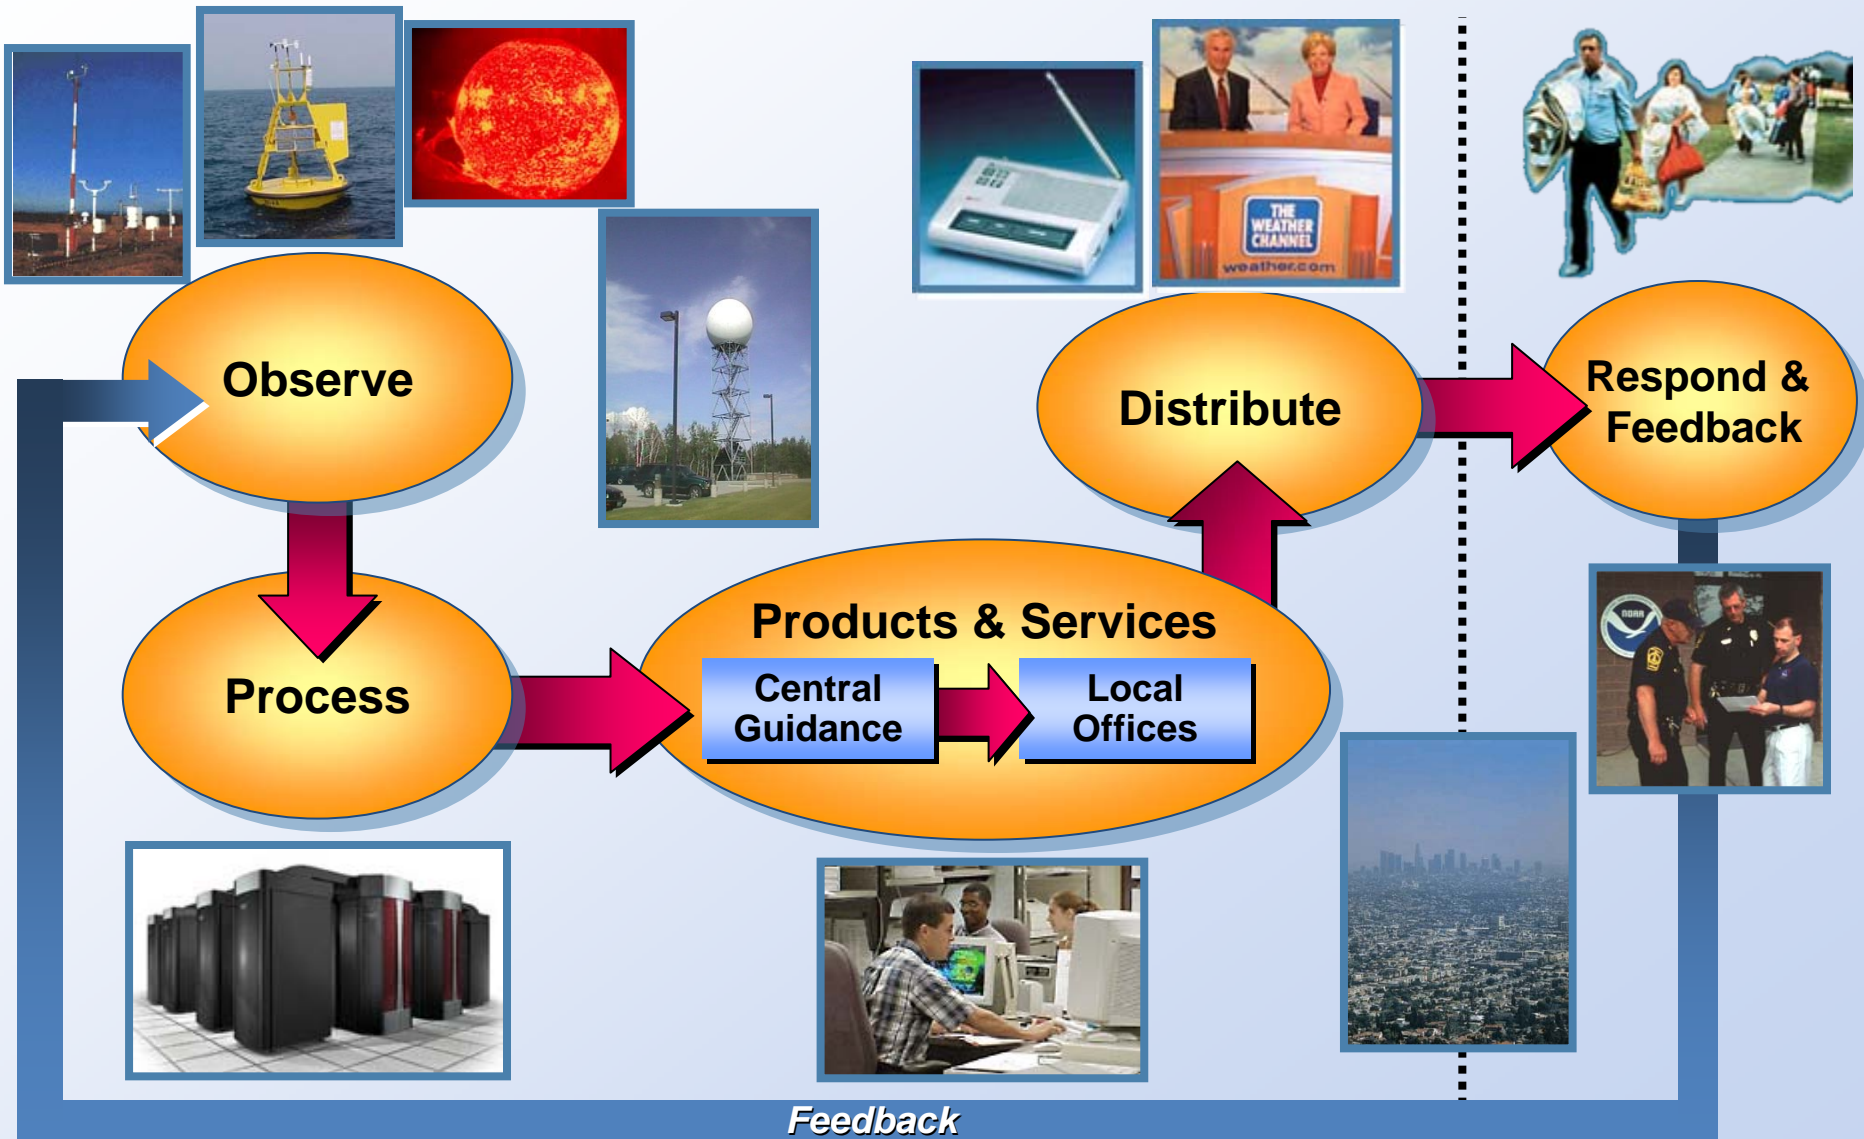 THE
WEATHER
CHANNEL
weather.com
Observe
Distribute
Respond &
Feedback
NOAA
Products & Services
Process
Central
Guidance
Local
Offices
Feedback